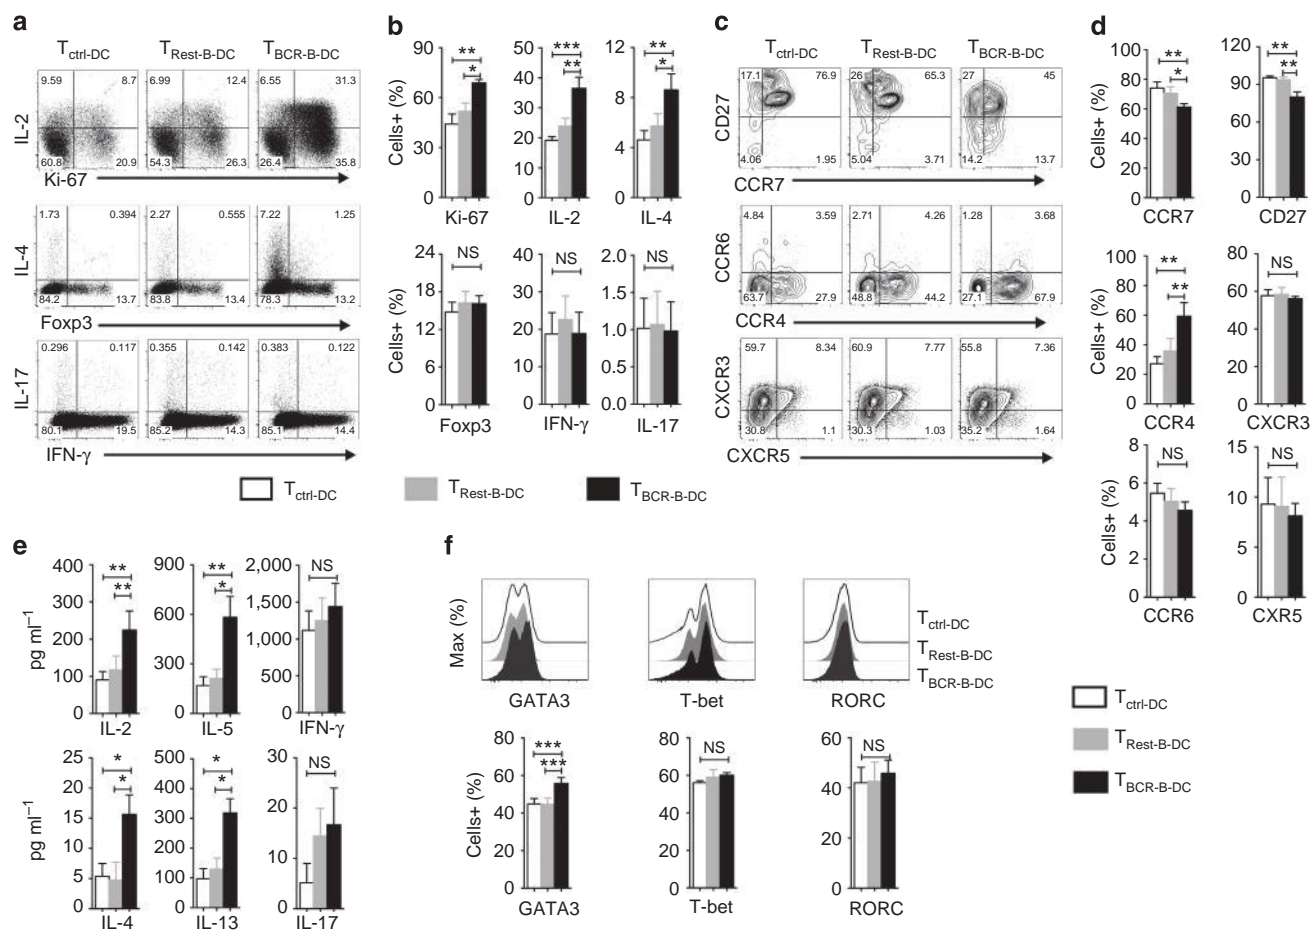 a
T ctrl-DC T Rest-B-DC T BCR-B-DC
9.59 8.7 6.99 12.4 6.55 31.3
IL-2
60.8 20.9 54.3 26.3 26.4 35.8
Ki-67
1.73 0.394 2.27 0.555 7.22 1.25
IL-4
84.2 13.7 83.8 13.4 78.3 13.2
Foxp3
0.296 0.117 0.355 0.142 0.383 0.122
IL-17
80.1 19.5 85.2 14.3 85.1 14.4
IFN-γ
b
Cells+ (%)
90 60 30 0
** *
Ki-67
50 40 30 20 10 0
*** **
IL-2
12 8 4 0
** *
IL-4
Cells+ (%)
24 18 12 6 0
NS
Foxp3
40 30 20 10 0
NS
IFN-γ
2.0 1.5 1.0 0.5 0.0
NS
IL-17
T ctrl-DC T Rest-B-DC T BCR-B-DC
c
T ctrl-DC T Rest-B-DC T BCR-B-DC
17.1 76.9 26 65.3 27 45
CD27
4.06 1.95 5.04 3.71 14.2 13.7
CCR7
4.84 3.59 2.71 4.26 1.28 3.68
CCR6
63.7 27.9 48.8 44.2 27.1 67.9
CCR4
59.7 8.34 60.9 7.77 55.8 7.36
CXCR3
30.8 1.1 30.3 1.03 35.2 1.64
CXCR5
d
Cells+ (%)
100 80 60 40 20 0
** *
CCR7
120 90 60 30 0
** **
CD27
Cells+ (%)
100 80 60 40 20 0
** **
CCR4
80 60 40 20 0
NS
CXCR3
Cells+ (%)
8 6 4 2 0
NS
CCR6
15 10 5 0
NS
CXR5
T ctrl-DC
T Rest-B-DC
T BCR-B-DC
e
pg ml−1
400 300 200 100 0
** **
IL-2
900 600 300 0
** *
IL-5
2,000 1,500 1,000 500 0
NS
IFN-γ
pg ml−1
25 20 15 10 5 0
* *
IL-4
500 400 300 200 100 0
* *
IL-13
30 20 10 0
NS
IL-17
f
Max (%)
T ctrl-DC
T Rest-B-DC
T BCR-B-DC
GATA3 T-bet RORC
Cells+ (%)
80 60 40 20 0
*** ***
GATA3
80 60 40 20 0
NS
T-bet
60 40 20 0
NS
RORC